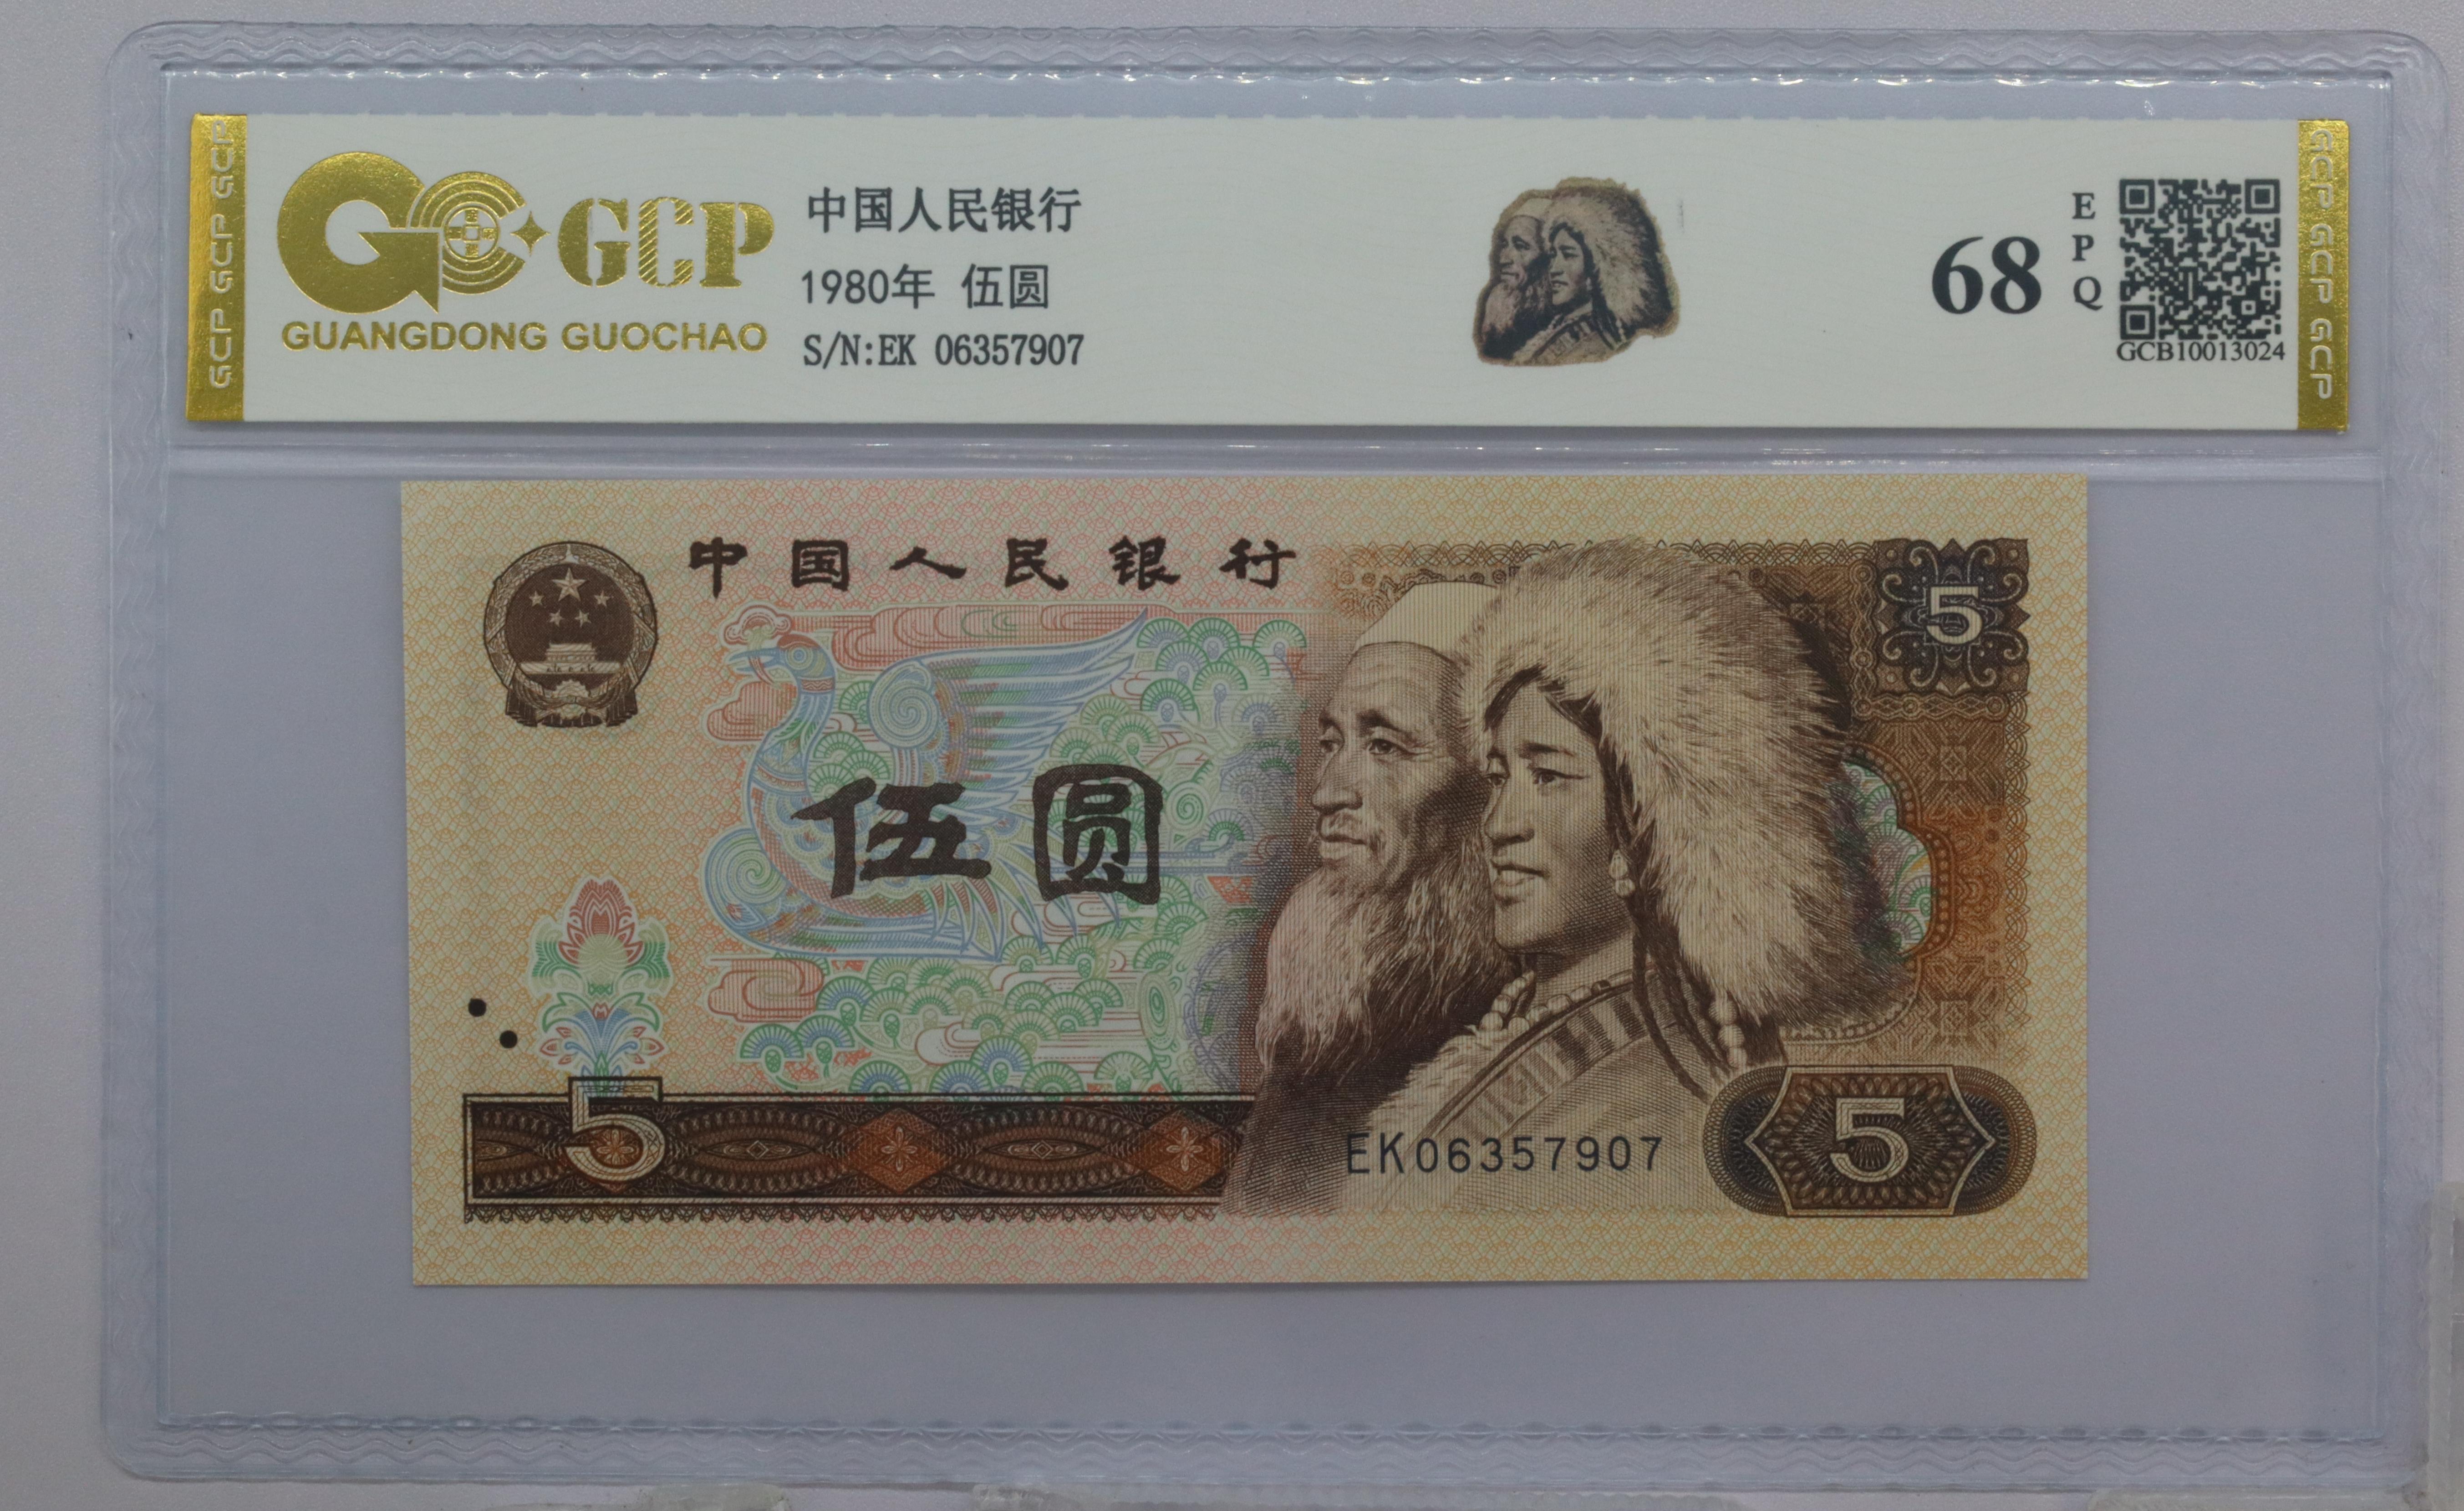 GCP GCP GCP
GCP
GUANGDONG GUOCHAO
中国人民银行
1980年 伍圆
S/N:EK 06357907
68
EPQ
GCB10013024
GCP GCP GCP
中国人民银行
5
伍圆
5
EK06357907
5